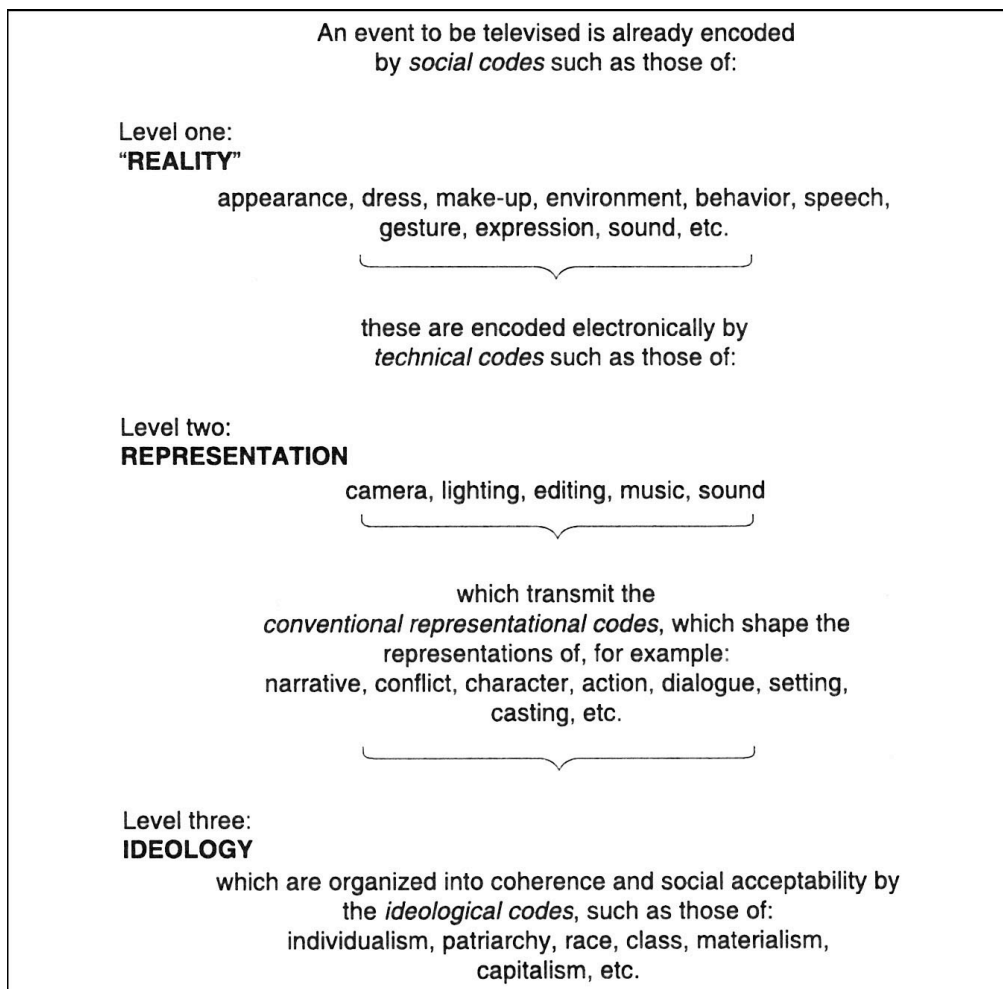 An event to be televised is already encoded
by social codes such as those of:
Level one:
“REALITY”
appearance, dress, make-up, environment, behavior, speech,
gesture, expression, sound, etc.
these are encoded electronically by
technical codes such as those of:
Level two:
REPRESENTATION
camera, lighting, editing, music, sound
which transmit the
conventional representational codes, which shape the
representations of, for example:
narrative, conflict, character, action, dialogue, setting,
casting, etc.
Level three:
IDEOLOGY
which are organized into coherence and social acceptability by
the ideological codes, such as those of:
individualism, patriarchy, race, class, materialism,
capitalism, etc.